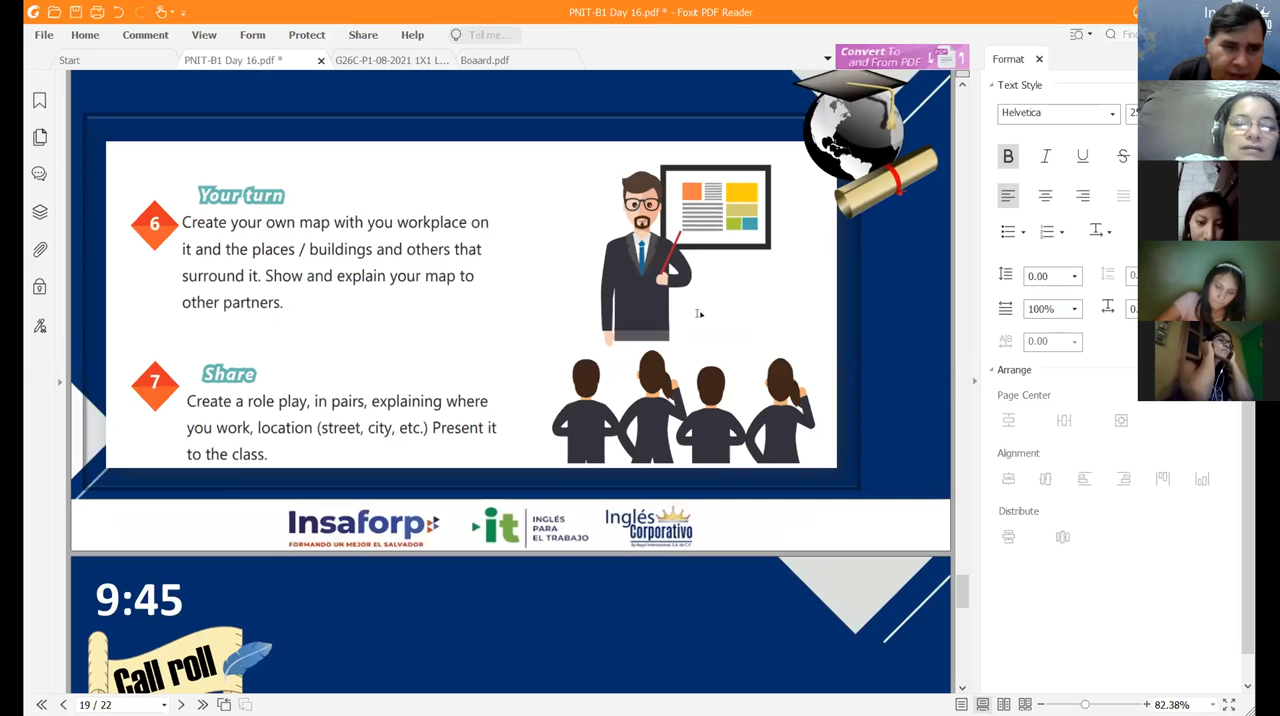 PNIT-B1 Day 16.pdf * - Foxit PDF Reader
File Home Comment View Form Protect Share Help Tell me...
Start PNIT-B1 Day 16.pdf * G26C-P1-08-2021 1X1 L... Boaard.pdf
Convert To
and From PDF
Format
Text Style
Helvetica
B I U S
0.00
100%
0.00
Arrange
Page Center
Alignment
Distribute
Your turn
6
Create your own map with you workplace on
it and the places / buildings and others that
surround it. Show and explain your map to
other partners.
Share
7
Create a role play, in pairs, explaining where
you work, location (street, city, etc.) Present it
to the class.
Insaforp
FORMANDO UN MEJOR EL SALVADOR
it
INGLÉS
PARA
EL TRABAJO
Inglés
Corporativo
9:45
Call roll
19 / 22
82.38%